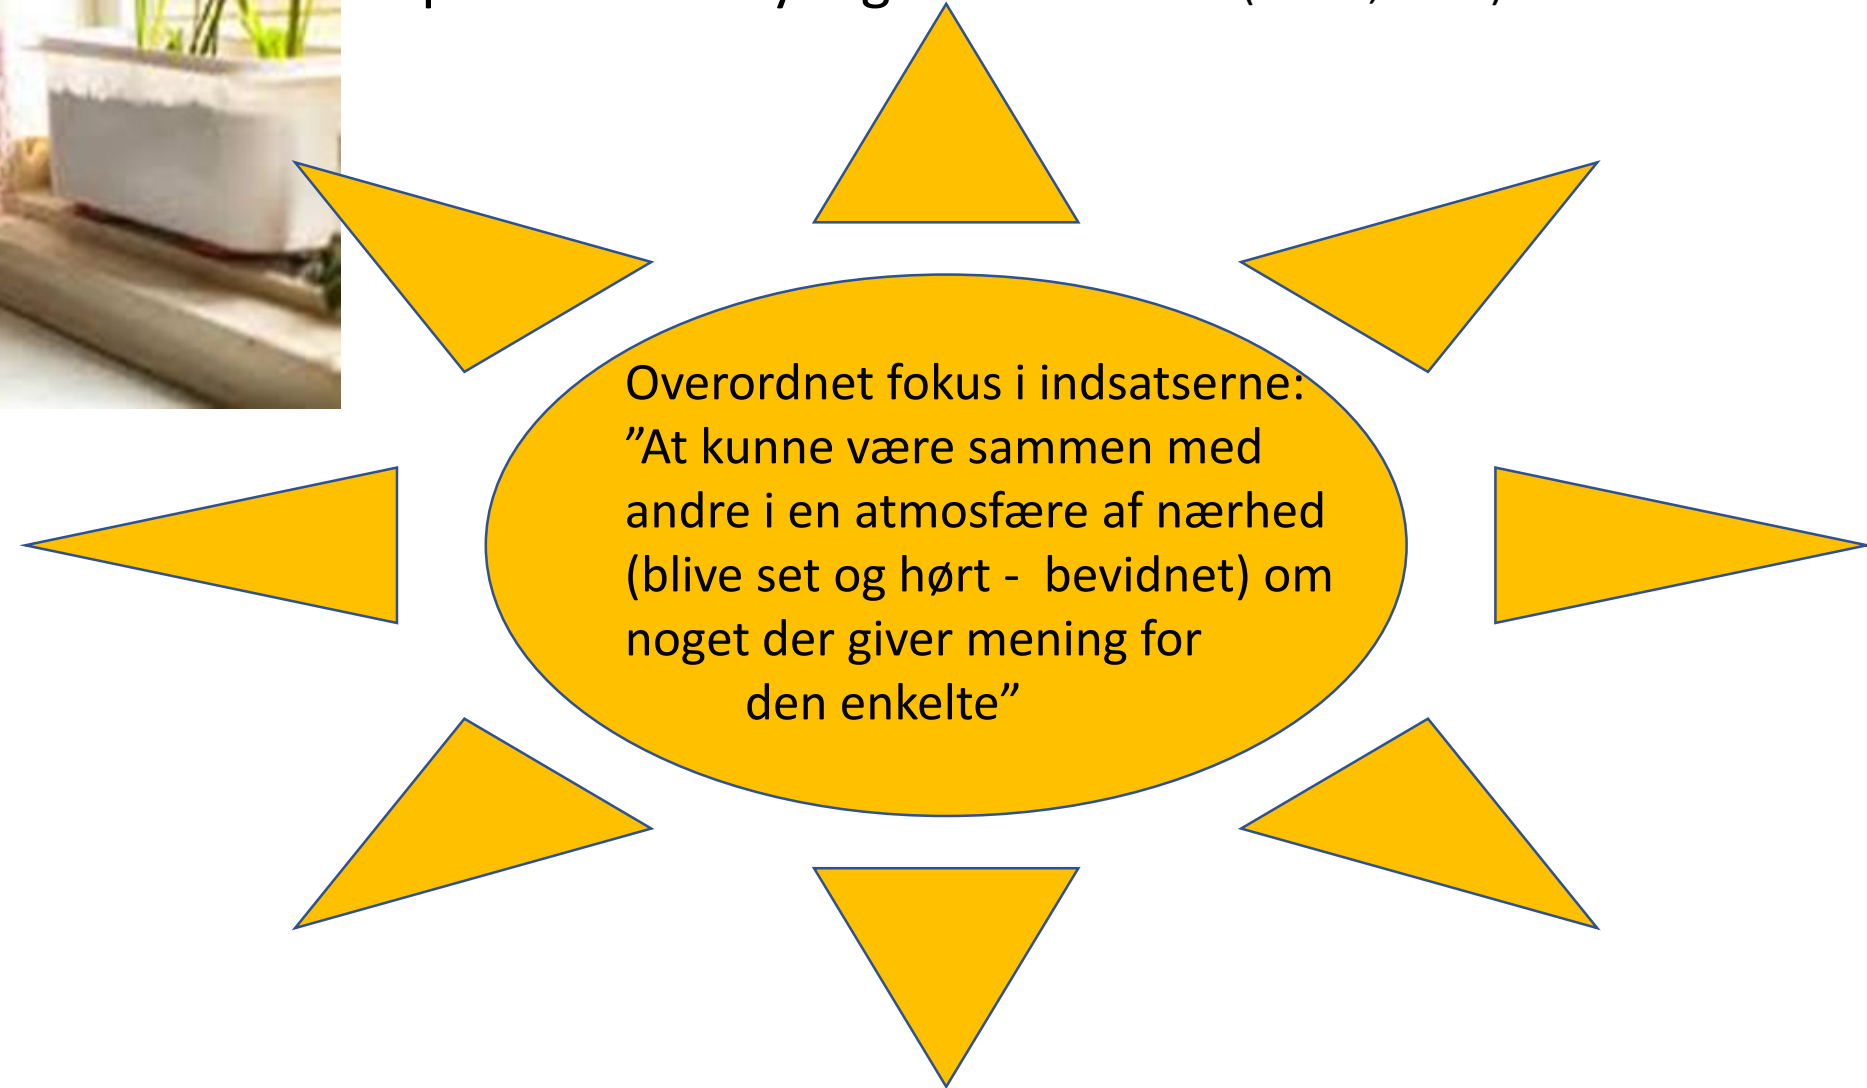 Overordnet fokus i indsatserne:
”At kunne være sammen med
andre i en atmosfære af nærhed
(blive set og hørt -  bevidnet) om
noget der giver mening for
den enkelte”